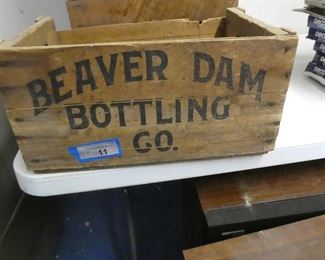 BEAVER DAM
BOTTLING
CO.
11